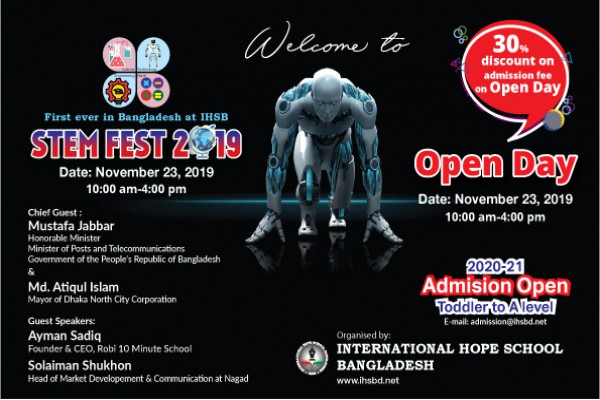 Welcome to
First ever in Bangladesh at IHSB
STEM FEST 2019
Date: November 23, 2019
10:00 am-4:00 pm
Chief Guest :
Mustafa Jabbar
Honorable Minister
Minister of Posts and Telecommunications
Government of the People's Republic of Bangladesh
&
Md. Atiqul Islam
Mayor of Dhaka North City Corporation
Guest Speakers:
Ayman Sadiq
Founder & CEO, Robi 10 Minute School
Solaiman Shukhon
Head of Market Developement & Communication at Nagad
30%
discount on
admission fee
on Open Day
Open Day
Date: November 23, 2019
10:00 am-4:00 pm
2020-21
Admision Open
Toddler to A level
E-mail: admission@ihsbd.net
Organised by:
INTERNATIONAL HOPE SCHOOL
BANGLADESH
www.ihsbd.net